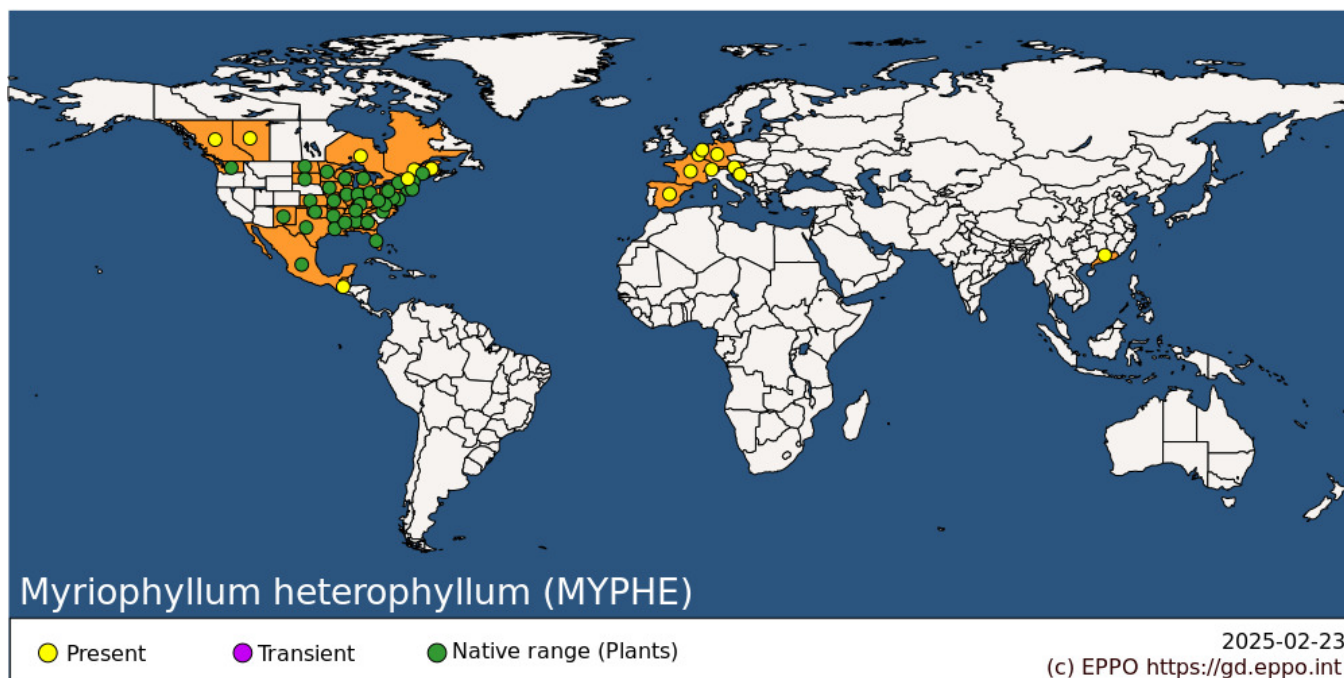 Myriophyllum heterophyllum (MYPHE)
Present
Transient
Native range (Plants)
2025-02-23
(c) EPPO https://gd.eppo.int